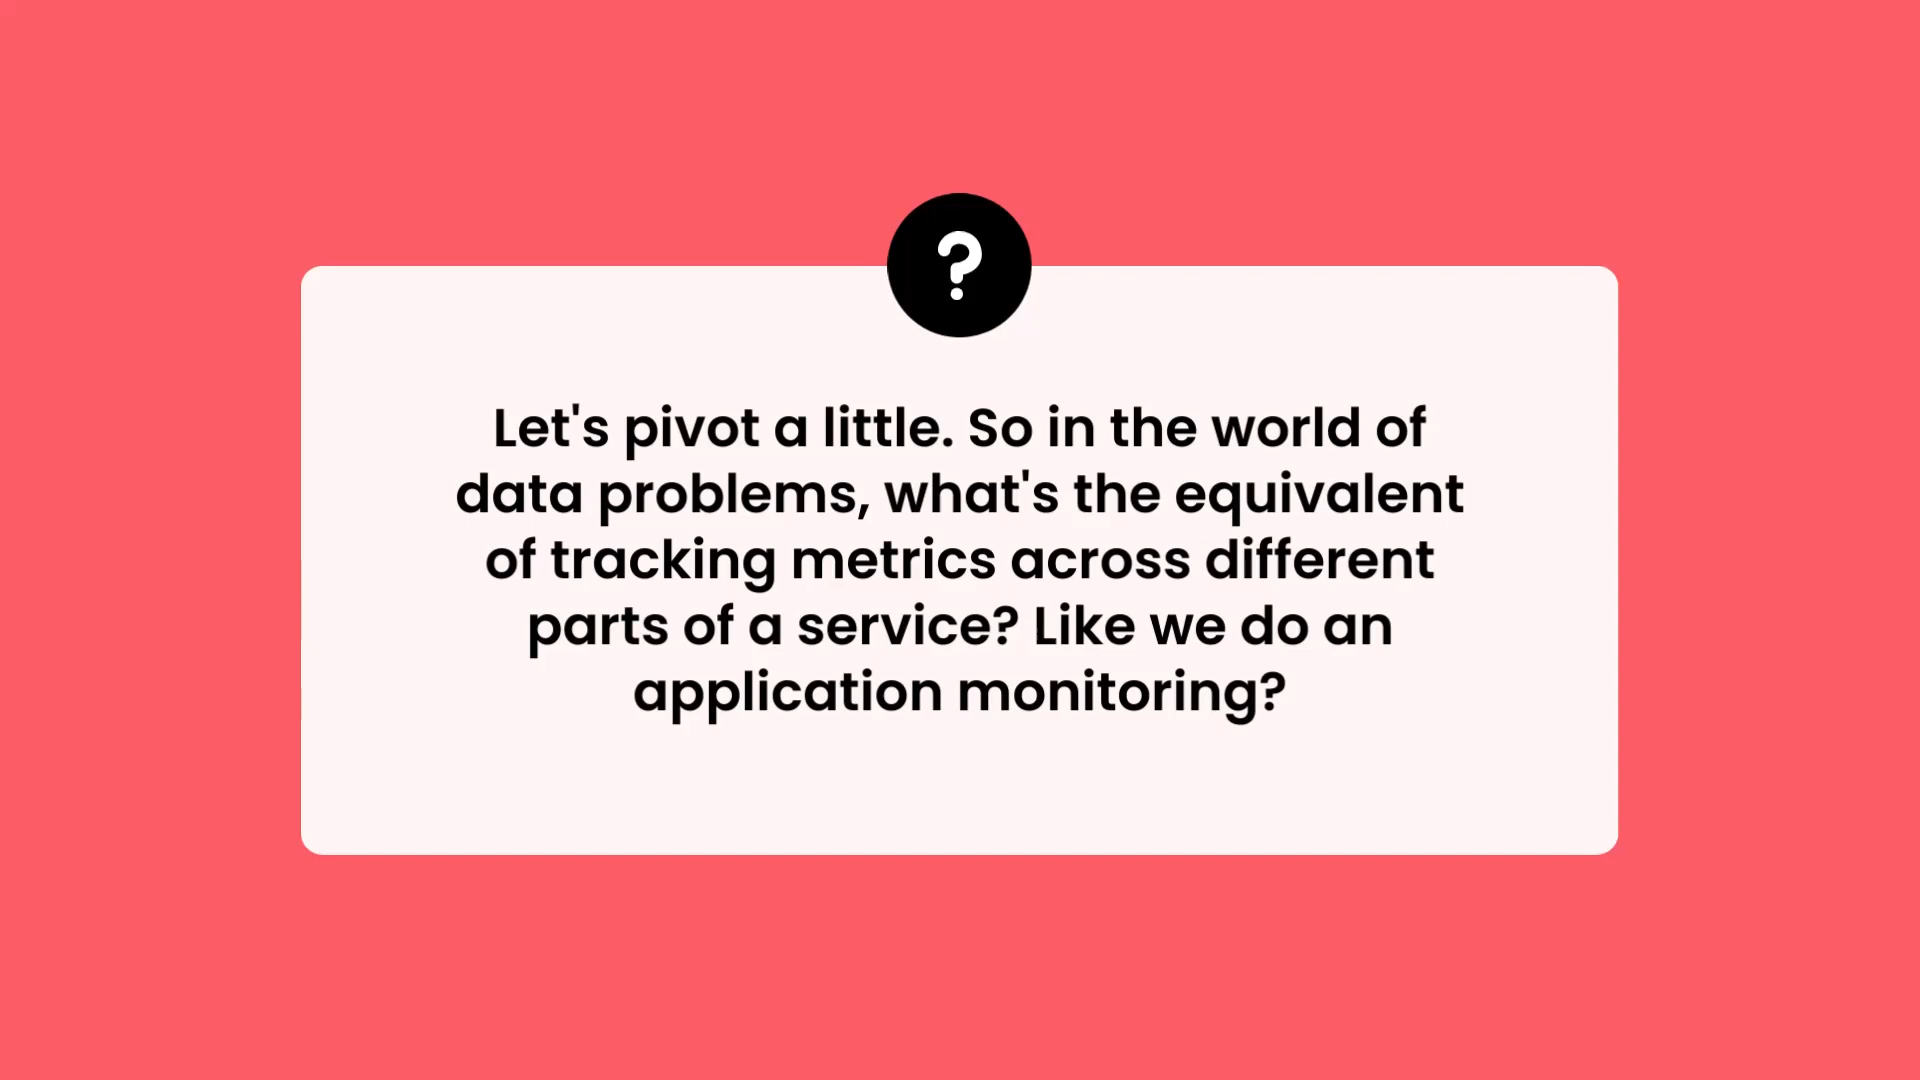 ?
Let's pivot a little. So in the world of
data problems, what's the equivalent
of tracking metrics across different
parts of a service? Like we do an
application monitoring?